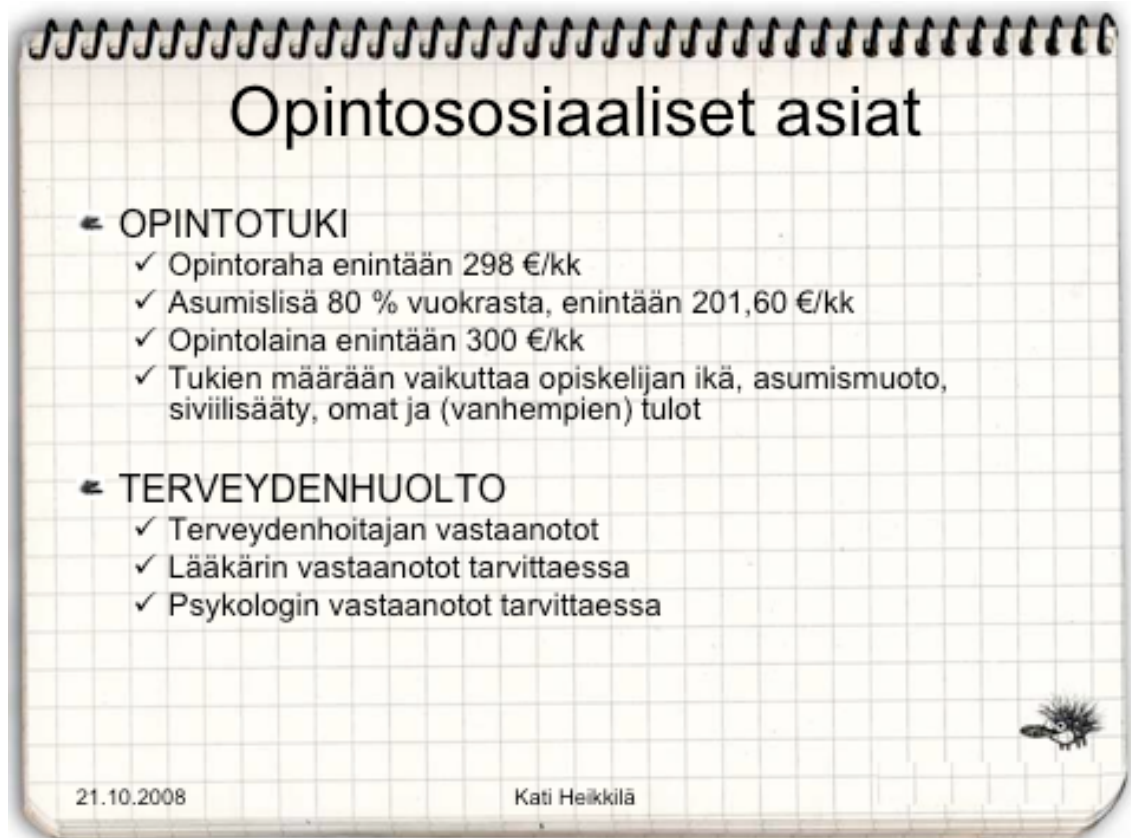 Opintososiaaliset asiat
OPINTOTUKI
✓ Opintoraha enintään 298 €/kk
✓ Asumislisä 80 % vuokrasta, enintään 201,60 €/kk
✓ Opintolaina enintään 300 €/kk
✓ Tukien määrään vaikuttaa opiskelijan ikä, asumismuoto,
siviilisääty, omat ja (vanhempien) tulot
TERVEYDENHUOLTO
✓ Terveydenhoitajan vastaanotot
✓ Lääkärin vastaanotot tarvittaessa
✓ Psykologin vastaanotot tarvittaessa
21.10.2008
Kati Heikkilä